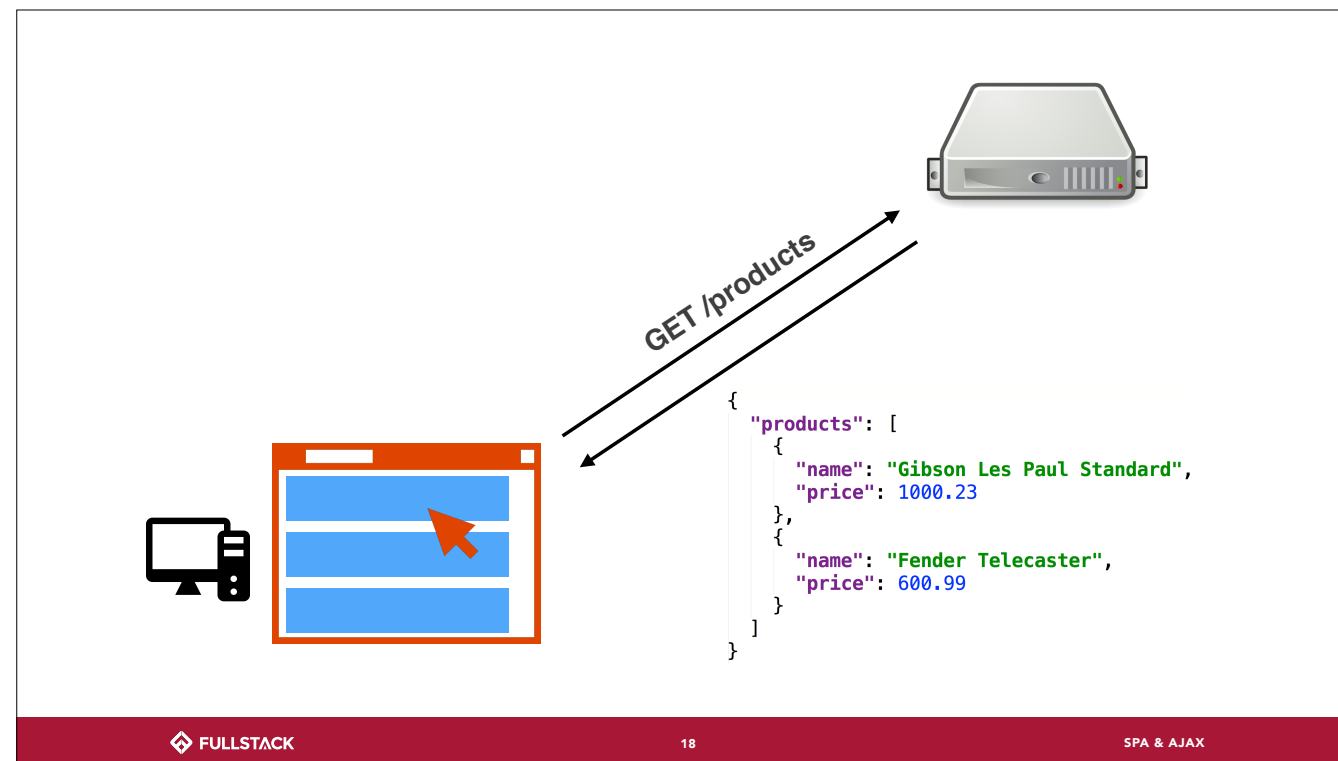 GET /products
{
"products": [
{
"name": "Gibson Les Paul Standard",
"price": 1000.23
},
{
"name": "Fender Telecaster",
"price": 600.99
}
]
}
FULLSTACK
18
SPA & AJAX